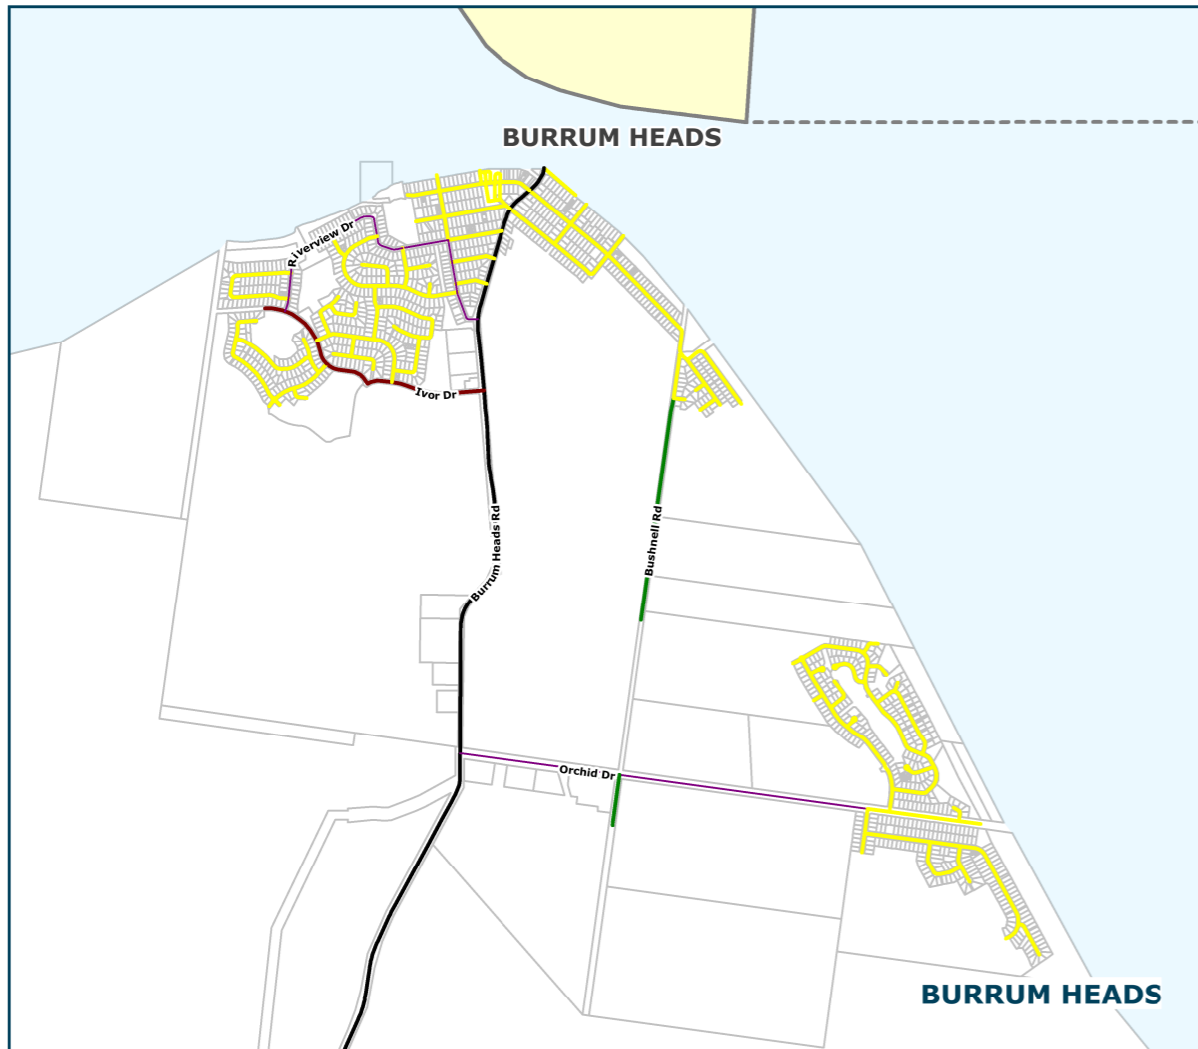 BURRUM HEADS
Riverview Dr
Ivor Dr
Burrum Heads Rd
Bushnell Rd
Orchid Dr
BURRUM HEADS